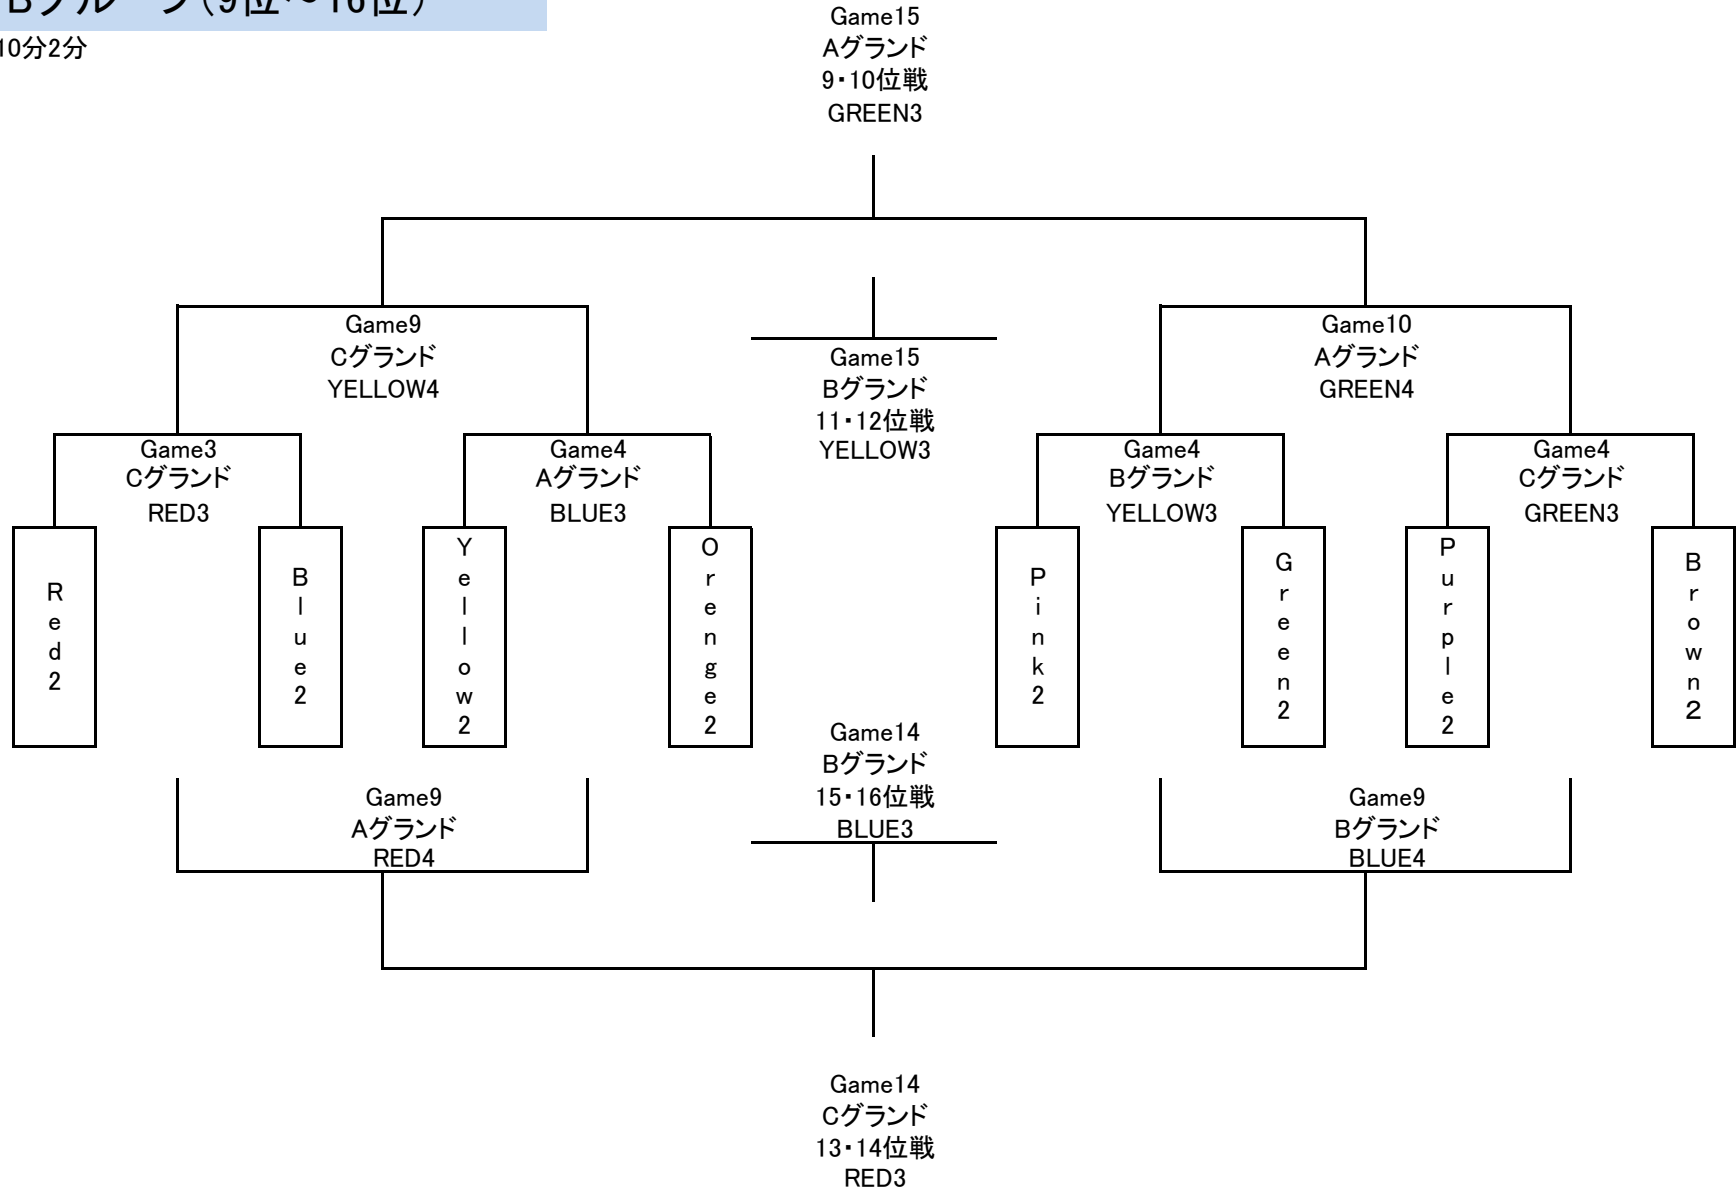 Bグループ(9位～16位)
10分2分
Game15
Aグランド
9・10位戦
GREEN3
Game9
Cグランド
YELLOW4
Game15
Bグランド
11・12位戦
YELLOW3
Game10
Aグランド
GREEN4
Game3
Cグランド
RED3
Game4
Aグランド
BLUE3
Game4
Bグランド
YELLOW3
Game4
Cグランド
GREEN3
Red2
Blue2
Yellow2
Orenge2
Pink2
Green2
Purple2
Brown2
Game9
Aグランド
RED4
Game14
Bグランド
15・16位戦
BLUE3
Game9
Bグランド
BLUE4
Game14
Cグランド
13・14位戦
RED3